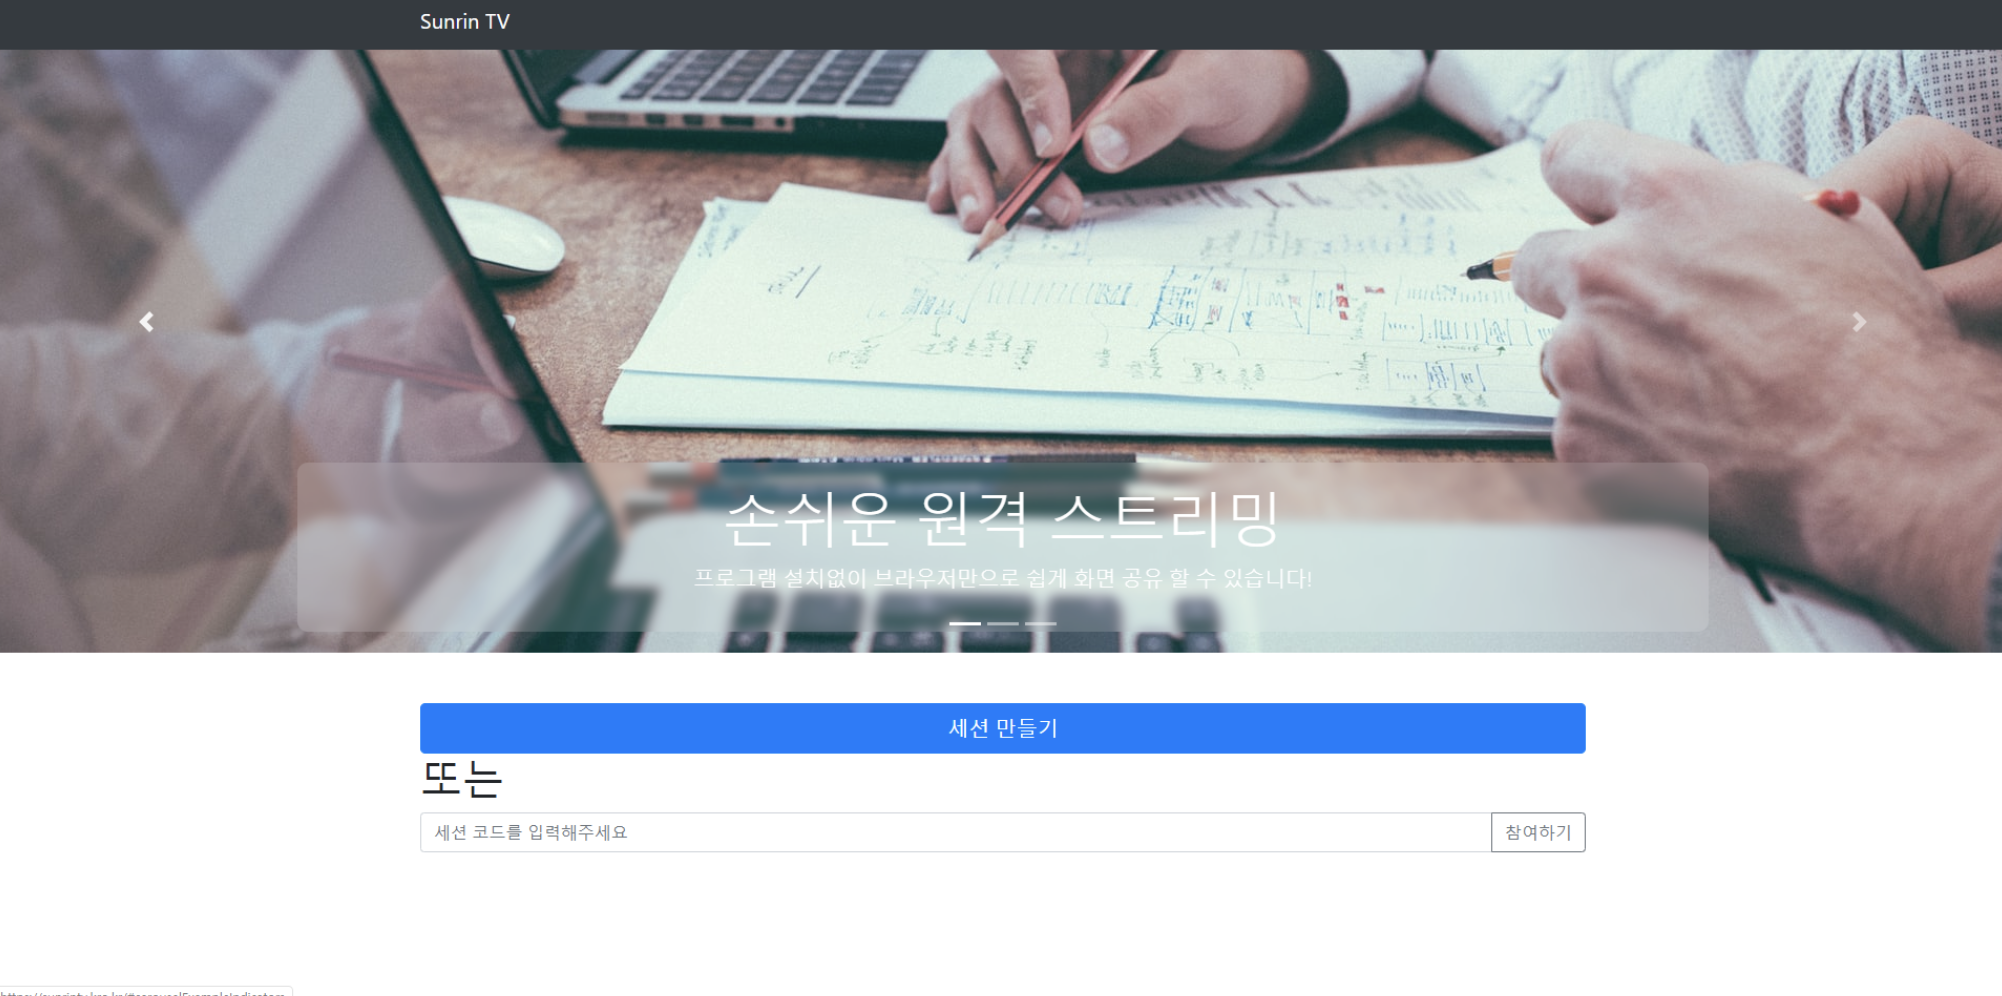 Sunrin TV
손쉬운 원격 스트리밍
프로그램 설치없이 브라우저만으로 쉽게 화면 공유 할 수 있습니다!
세션 만들기
또는
세션 코드를 입력해주세요
참여하기